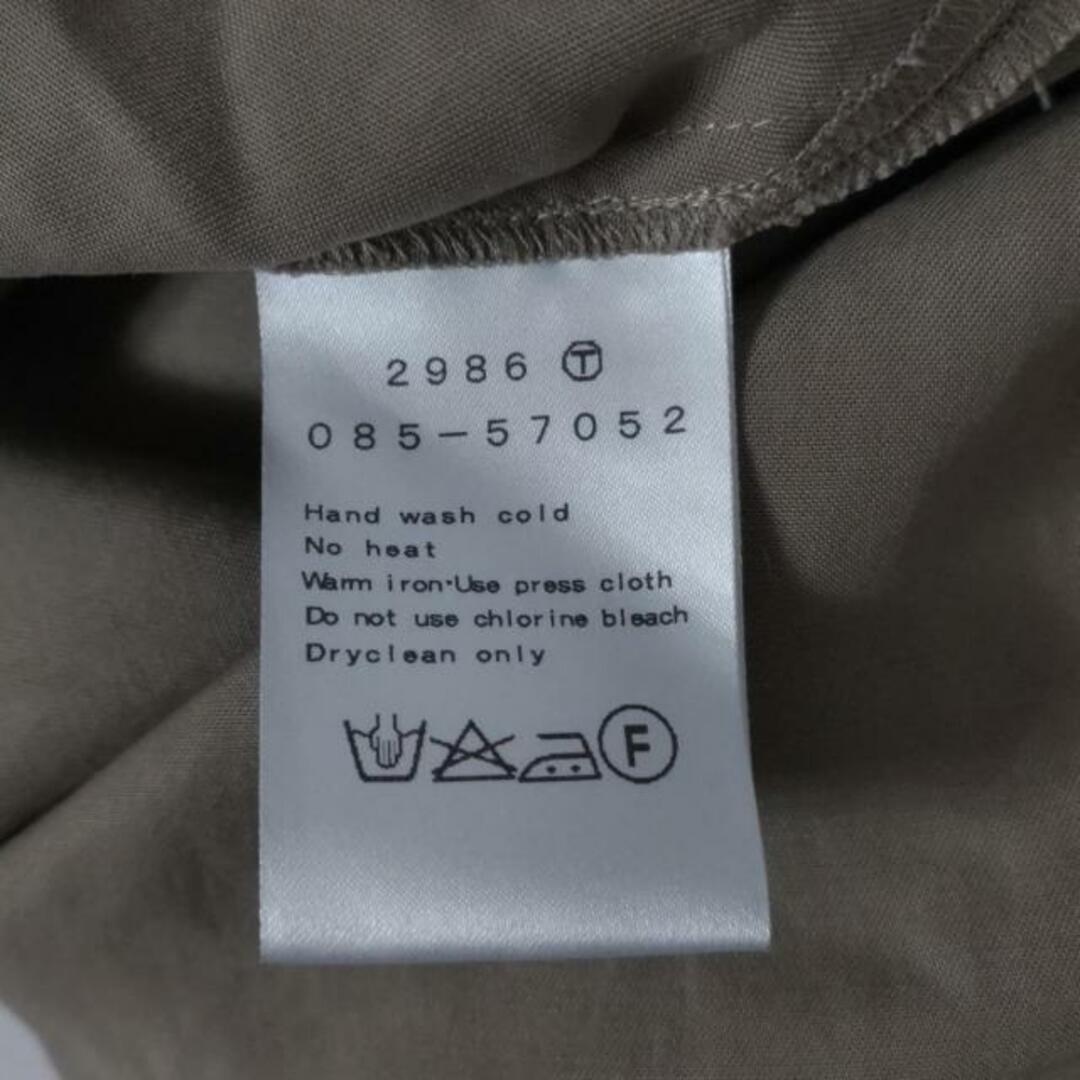 2986 Ⓣ
085-57052
Hand wash cold
No heat
Warm iron·Use press cloth
Do not use chlorine bleach
Dryclean only
F